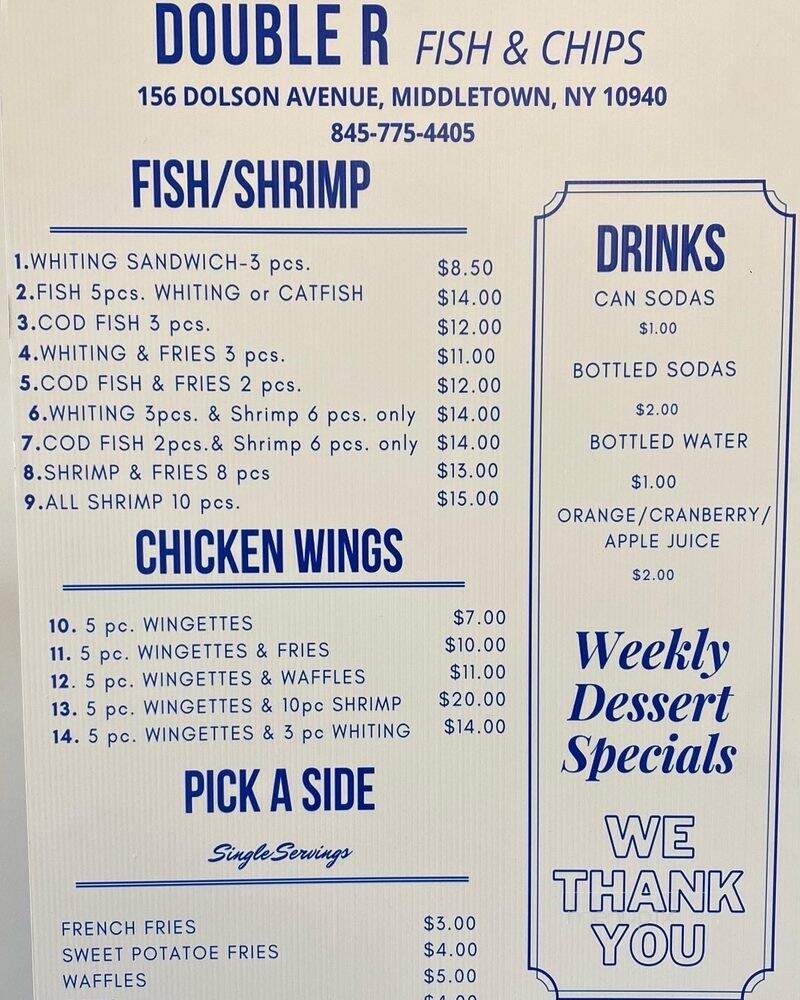 DOUBLE R FISH & CHIPS
156 DOLSON AVENUE, MIDDLETOWN, NY 10940
845-775-4405
FISH/SHRIMP
1.WHITING SANDWICH-3 pcs. $8.50
2.FISH 5pcs. WHITING or CATFISH $14.00
3.COD FISH 3 pcs. $12.00
4.WHITING & FRIES 3 pcs. $11.00
5.COD FISH & FRIES 2 pcs. $12.00
6.WHITING 3pcs. & Shrimp 6 pcs. only $14.00
7.COD FISH 2pcs.& Shrimp 6 pcs. only $14.00
8.SHRIMP & FRIES 8 pcs $13.00
9.ALL SHRIMP 10 pcs. $15.00
CHICKEN WINGS
10. 5 pc. WINGETTES $7.00
11. 5 pc. WINGETTES & FRIES $10.00
12. 5 pc. WINGETTES & WAFFLES $11.00
13. 5 pc. WINGETTES & 10pc SHRIMP $20.00
14. 5 pc. WINGETTES & 3 pc WHITING $14.00
PICK A SIDE
Single Servings
FRENCH FRIES $3.00
SWEET POTATOE FRIES $4.00
WAFFLES $5.00
DRINKS
CAN SODAS
$1.00
BOTTLED SODAS
$2.00
BOTTLED WATER
$1.00
ORANGE/CRANBERRY/
APPLE JUICE
$2.00
Weekly
Dessert
Specials
WE
THANK
YOU